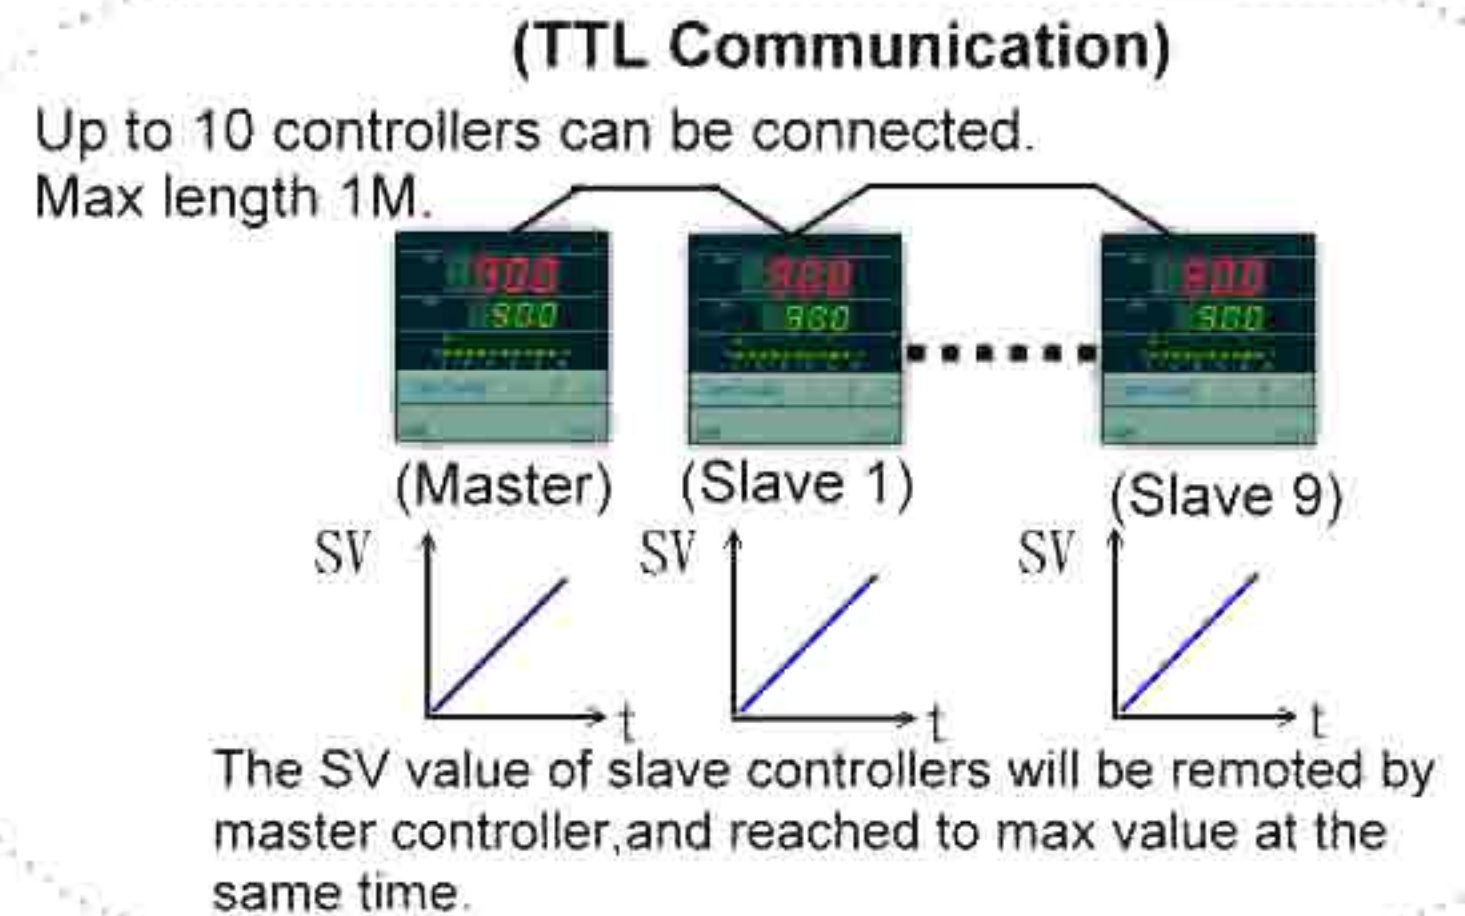 (TTL Communication)
Up to 10 controllers can be connected.
Max length 1M.
900
900
900
900
900
900
(Master)
(Slave 1)
(Slave 9)
SV
SV
SV
t
t
t
The SV value of slave controllers will be remoted by
master controller,and reached to max value at the
same time.